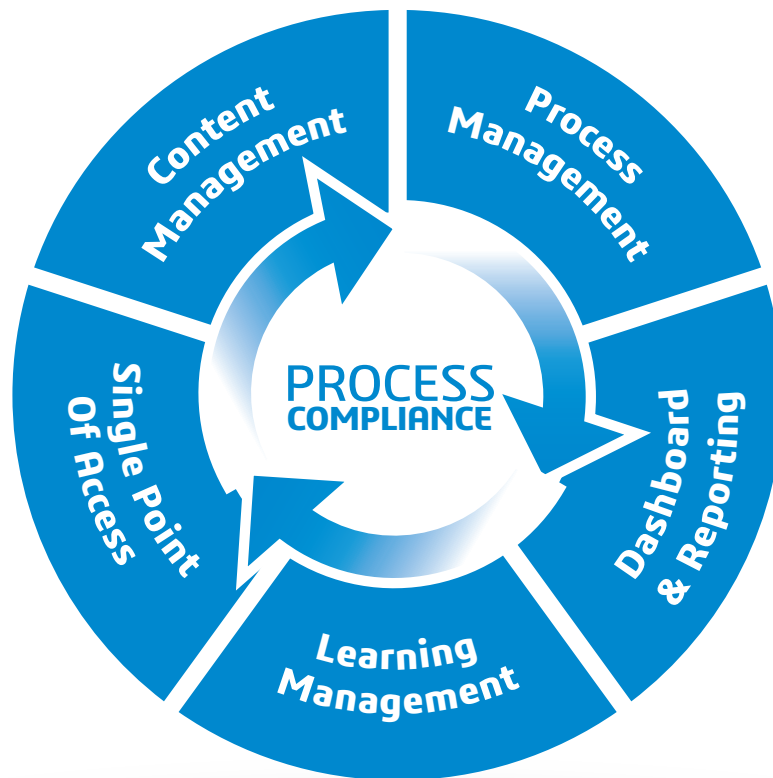 Content
Management
Process
Management
Single Point
Of Access
PROCESS
COMPLIANCE
Dashboard
& Reporting
Learning
Management